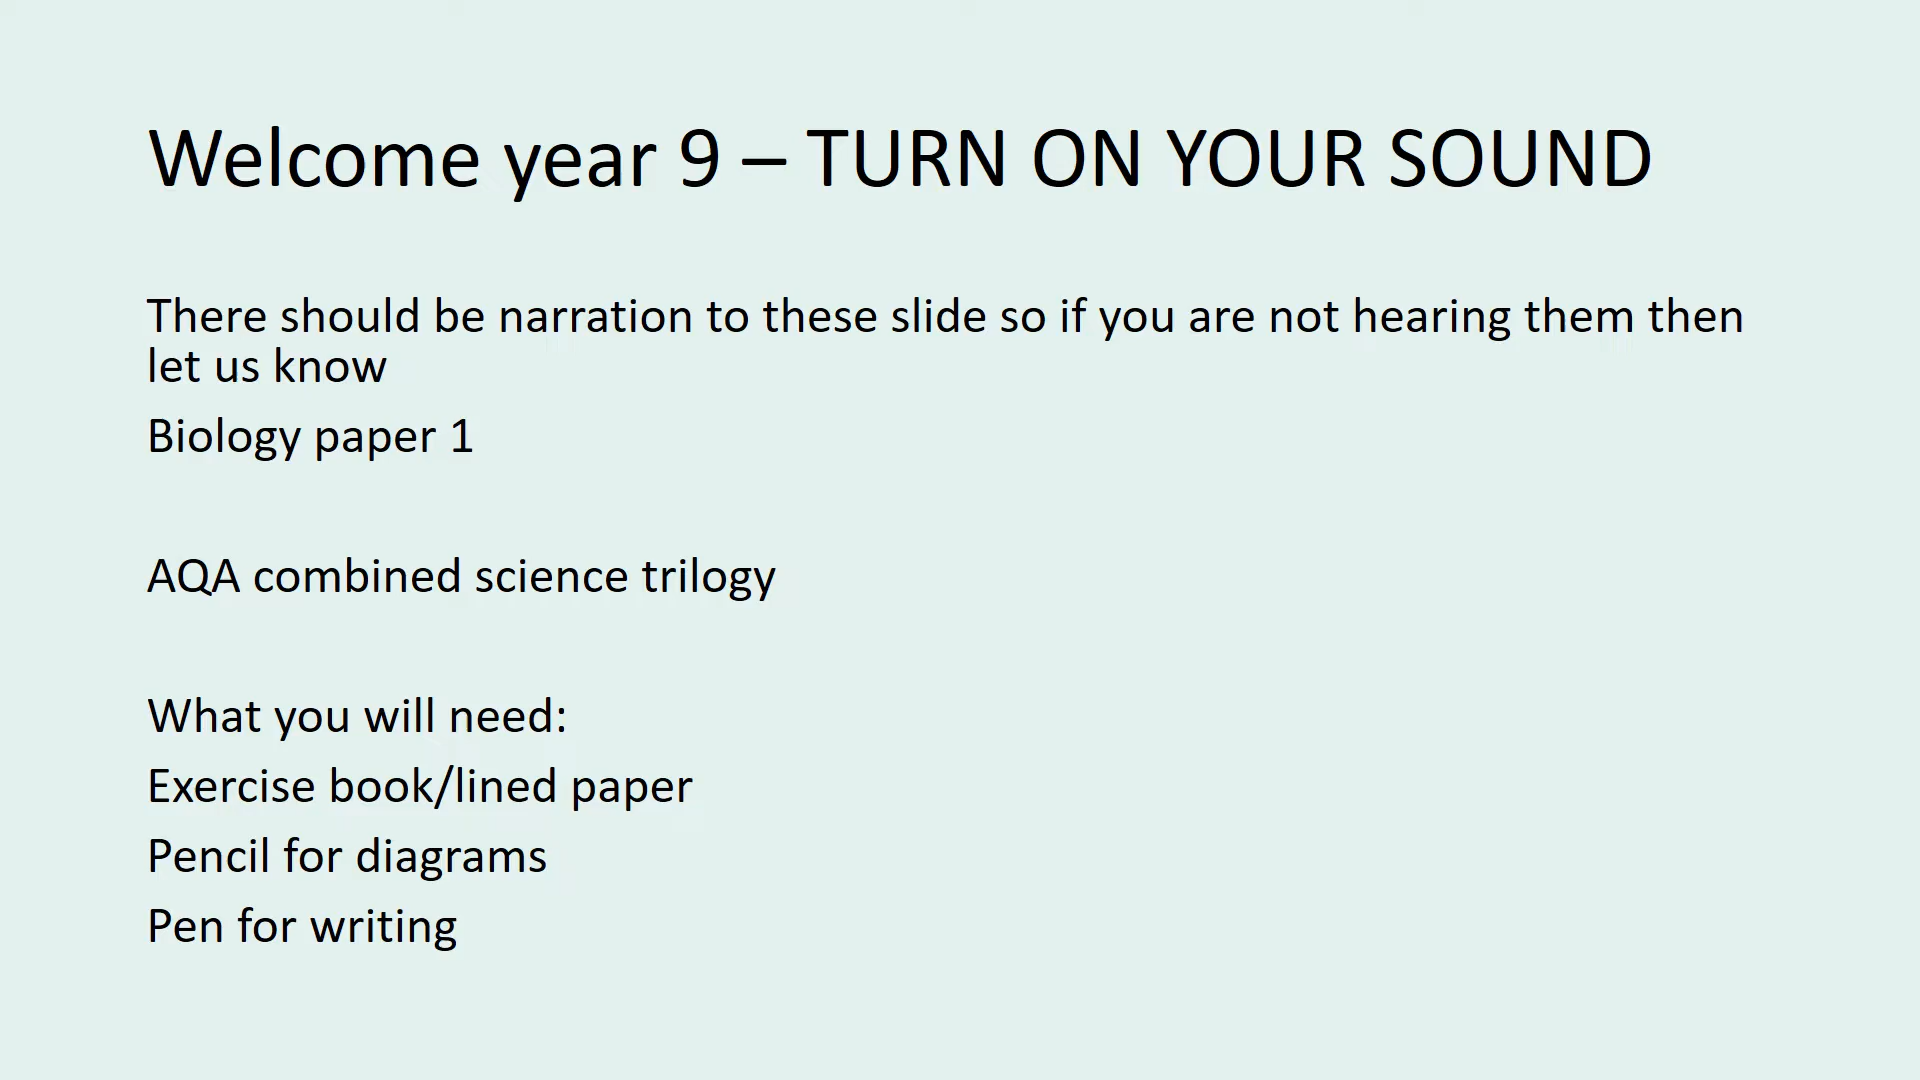 Welcome year 9 – TURN ON YOUR SOUND
There should be narration to these slide so if you are not hearing them then
let us know
Biology paper 1
AQA combined science trilogy
What you will need:
Exercise book/lined paper
Pencil for diagrams
Pen for writing